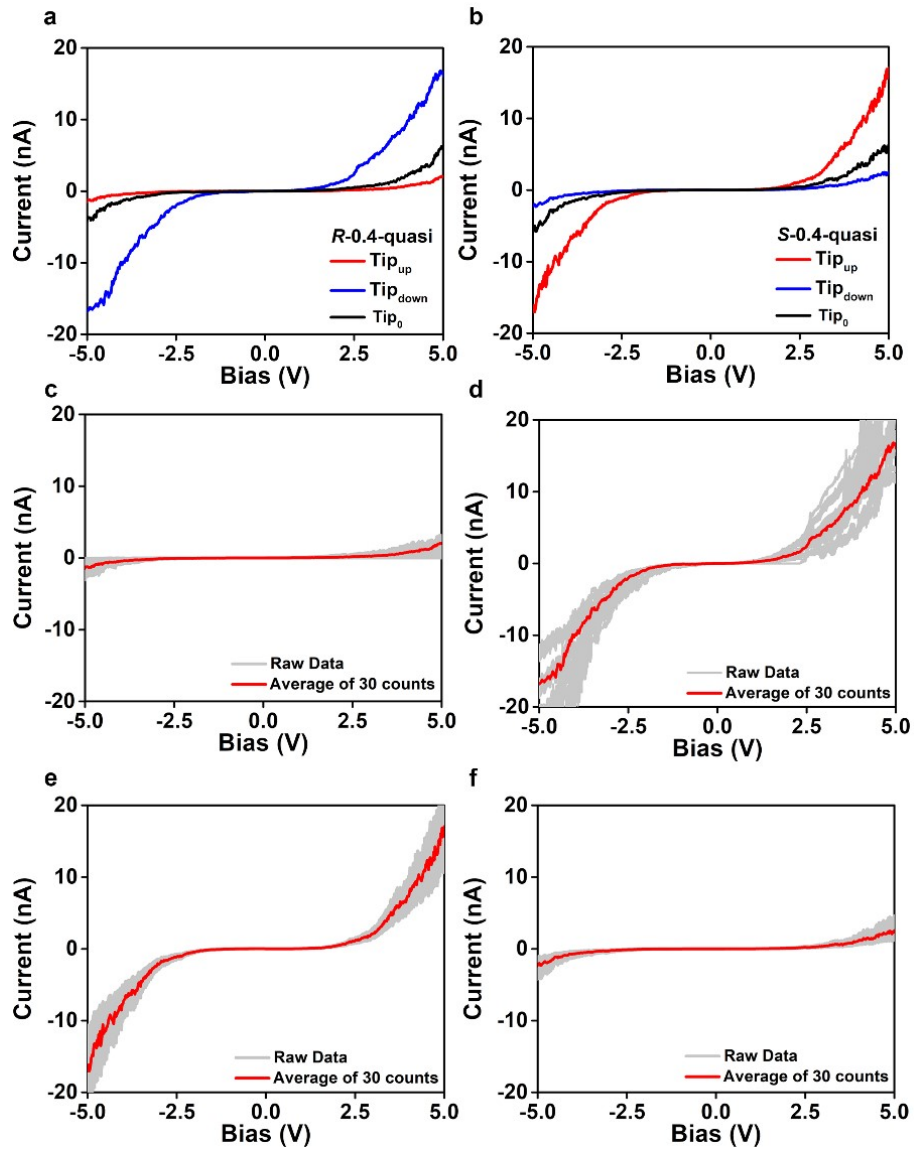 a
20
10
0
-10
-20
Current (nA)
R-0.4-quasi
Tipup
Tipdown
Tip0
-5.0 -2.5 0.0 2.5 5.0
Bias (V)
b
20
10
0
-10
-20
Current (nA)
S-0.4-quasi
Tipup
Tipdown
Tip0
-5.0 -2.5 0.0 2.5 5.0
Bias (V)
c
20
10
0
-10
-20
Current (nA)
Raw Data
Average of 30 counts
-5.0 -2.5 0.0 2.5 5.0
Bias (V)
d
20
10
0
-10
-20
Current (nA)
Raw Data
Average of 30 counts
-5.0 -2.5 0.0 2.5 5.0
Bias (V)
e
20
10
0
-10
-20
Current (nA)
Raw Data
Average of 30 counts
-5.0 -2.5 0.0 2.5 5.0
Bias (V)
f
20
10
0
-10
-20
Current (nA)
Raw Data
Average of 30 counts
-5.0 -2.5 0.0 2.5 5.0
Bias (V)